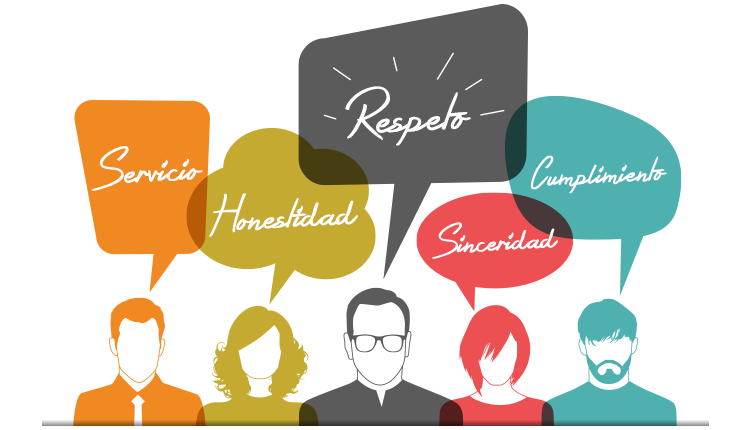 Servicio
Honestidad
Respeto
Sinceridad
Cumplimiento